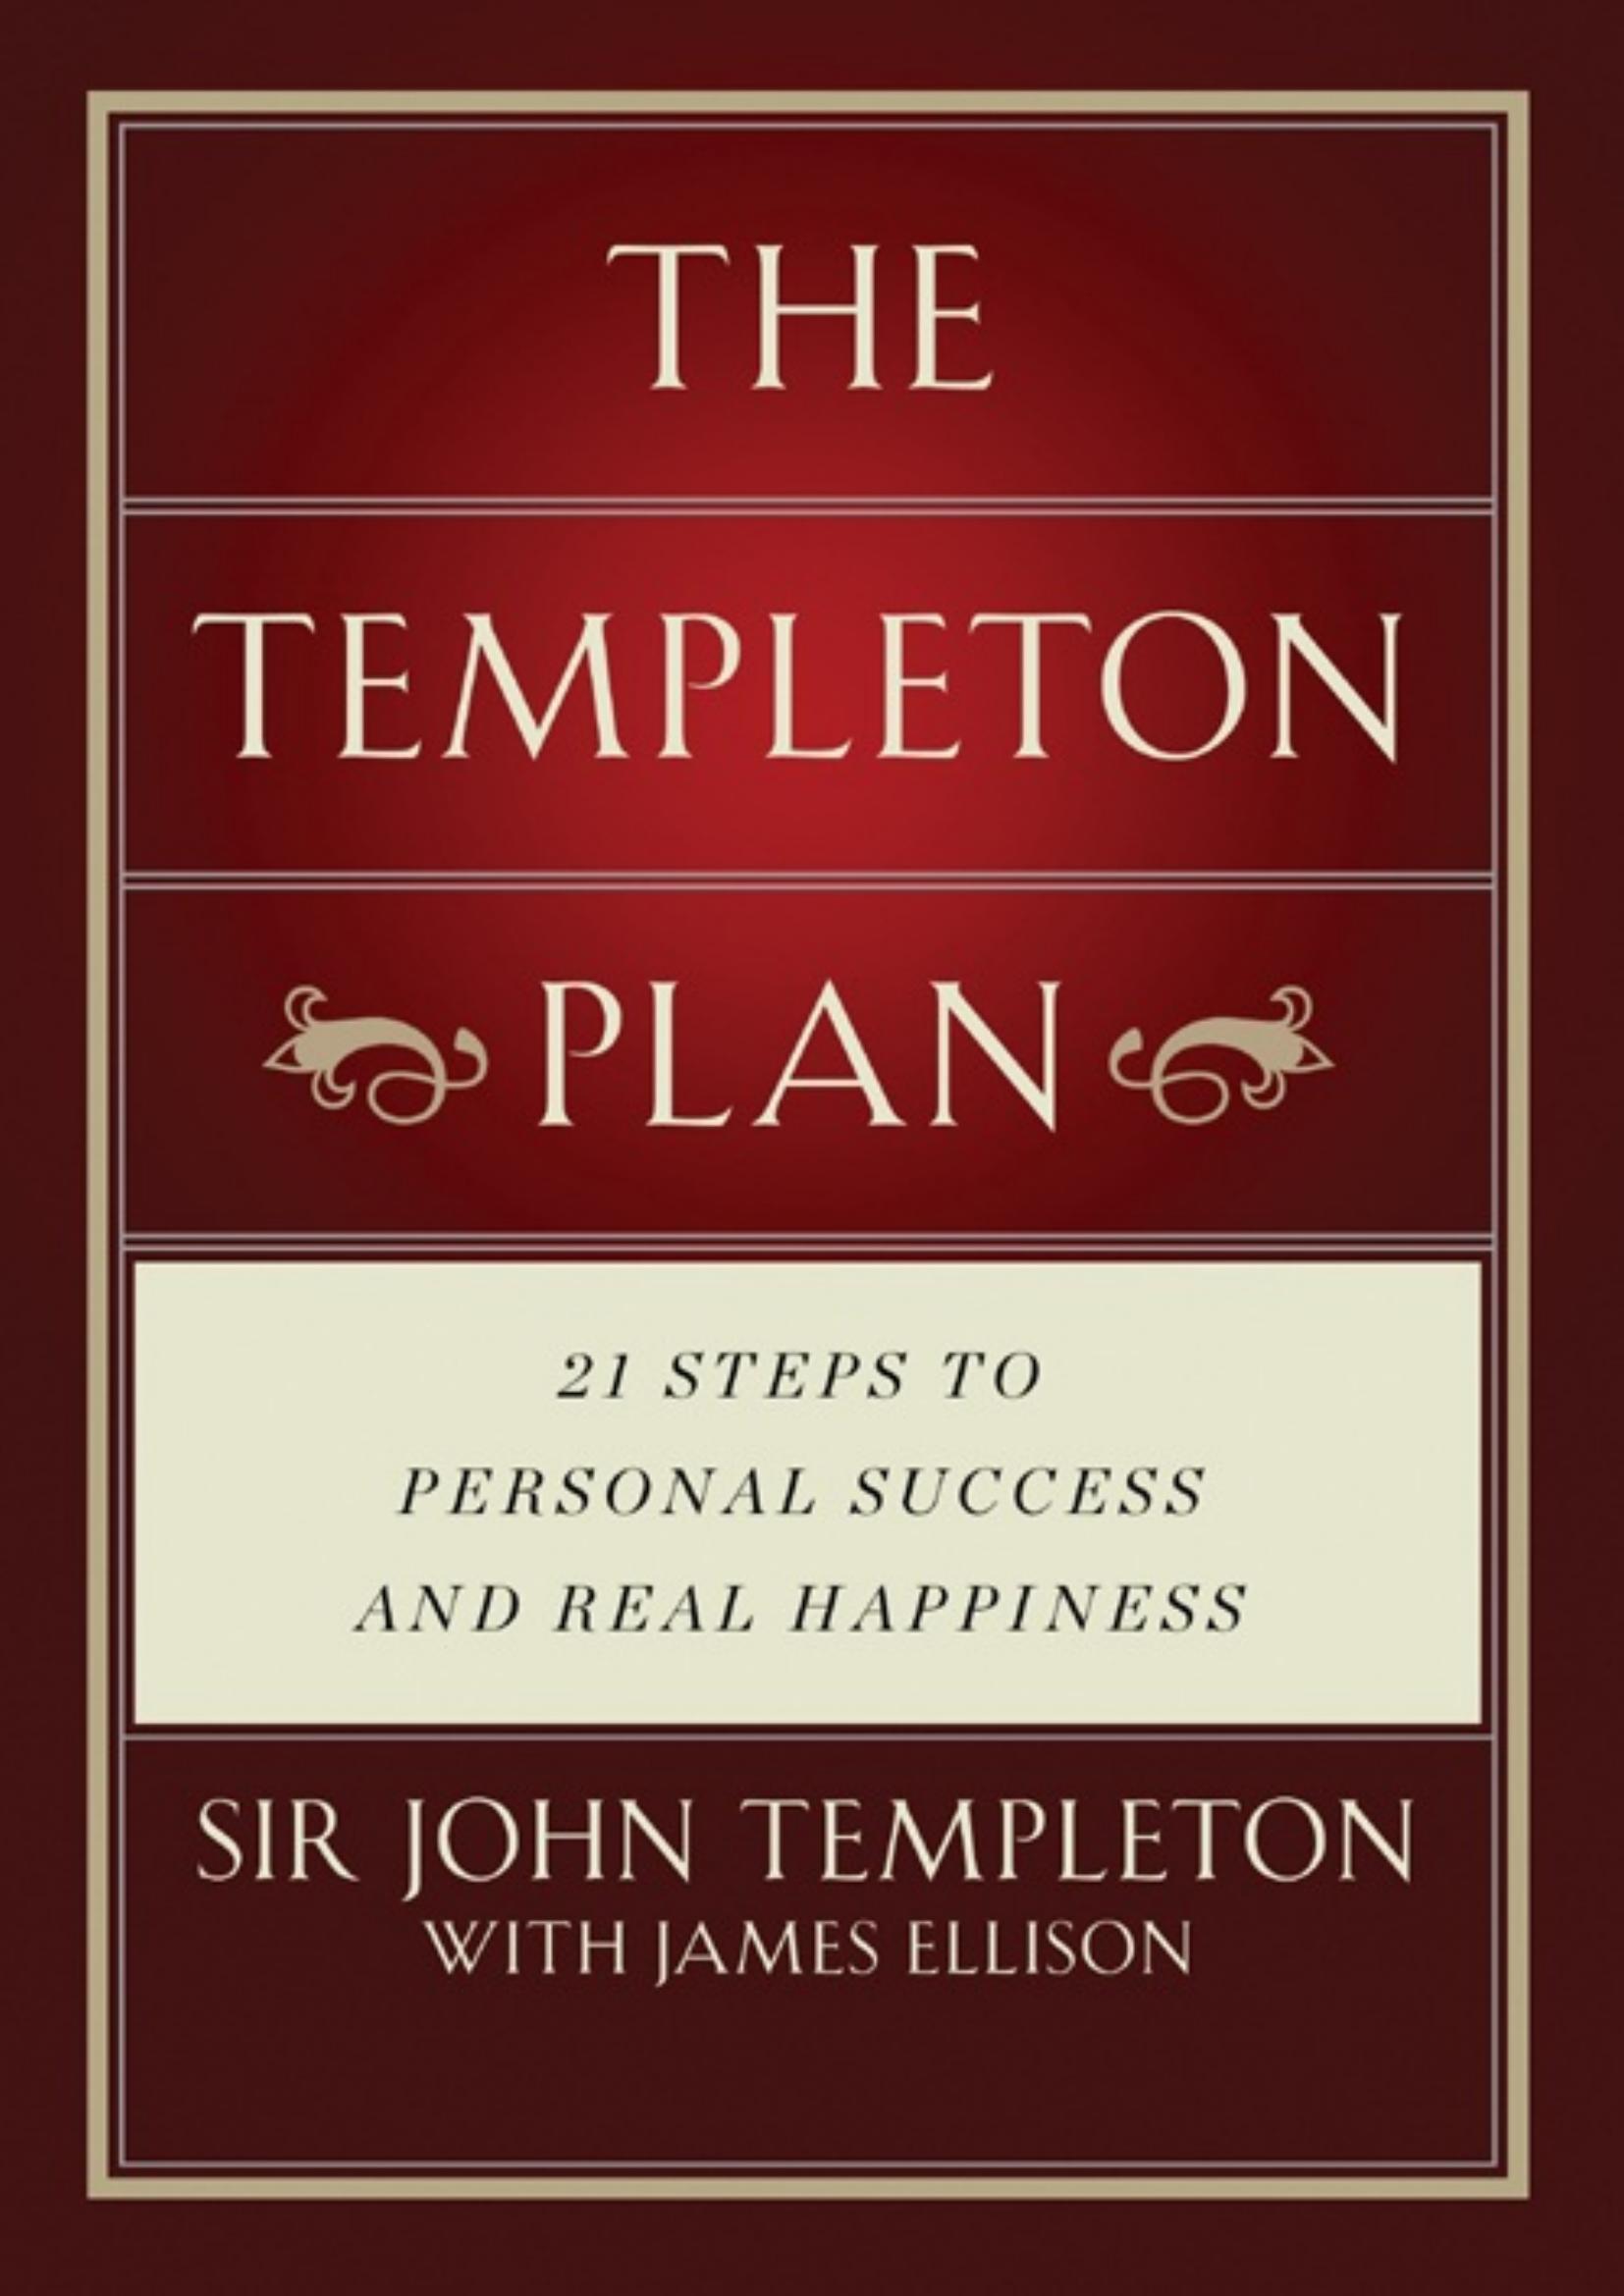 THE
TEMPLETON
PLAN
21 STEPS TO
PERSONAL SUCCESS
AND REAL HAPPINESS
SIR JOHN TEMPLETON
WITH JAMES ELLISON